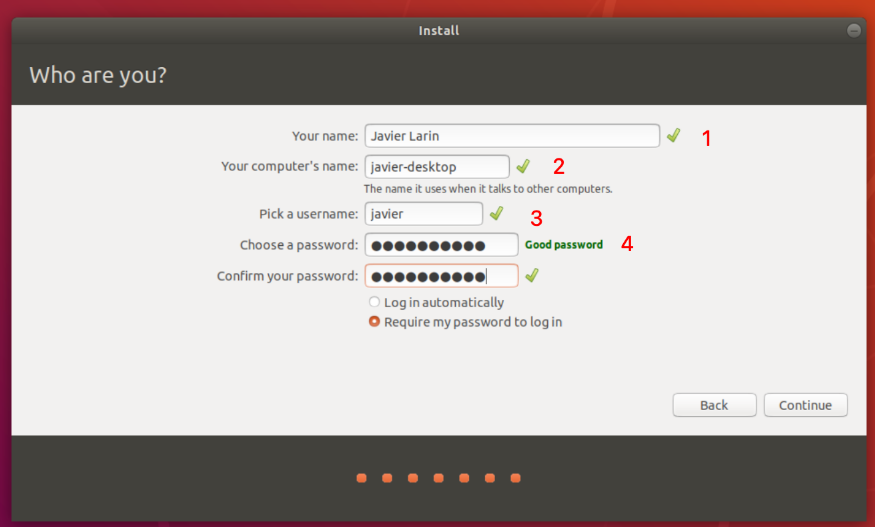 Install
Who are you?
Your name: Javier Larin 1
Your computer's name: javier-desktop 2
The name it uses when it talks to other computers.
Pick a username: javier 3
Choose a password: ●●●●●●●●●● Good password 4
Confirm your password: ●●●●●●●●●●
Log in automatically
Require my password to log in
Back Continue